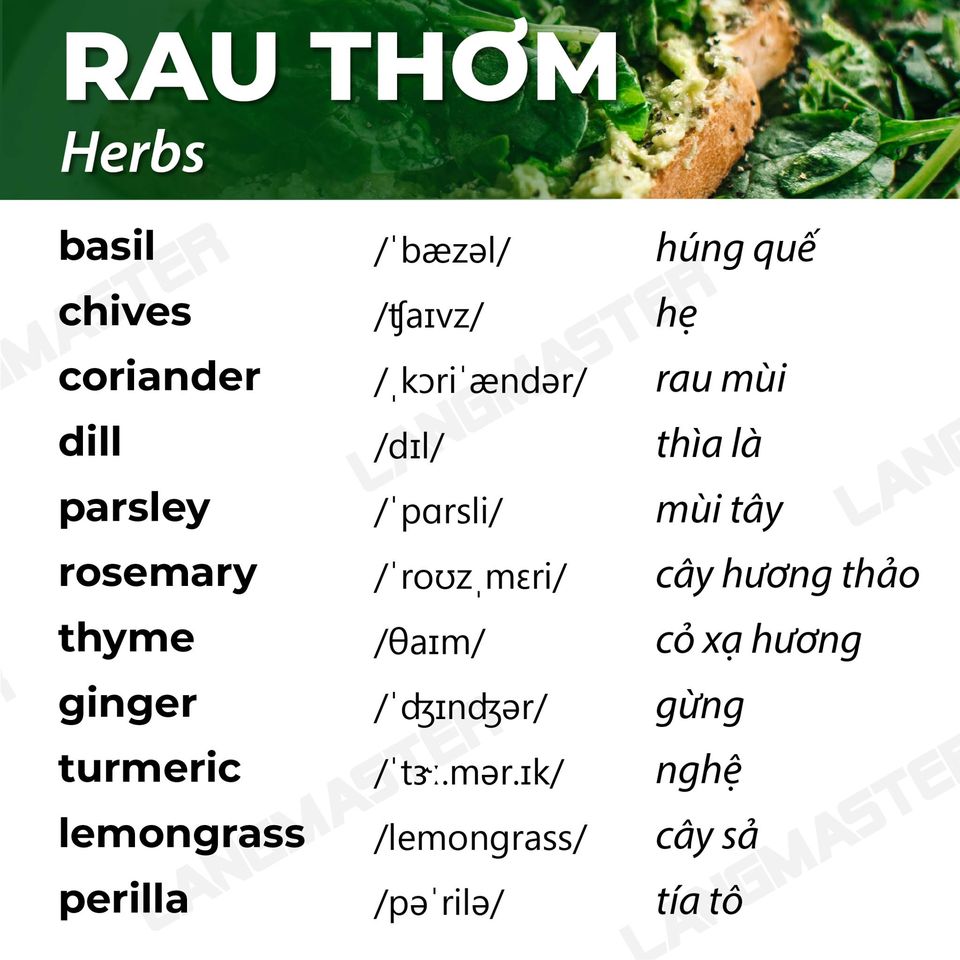 RAU THƠM
Herbs
basil /ˈbæzəl/ húng quế
chives /ʧaɪvz/ hẹ
coriander /ˌkɔriˈændər/ rau mùi
dill /dɪl/ thìa là
parsley /ˈpɑrsli/ mùi tây
rosemary /ˈroʊzˌmɛri/ cây hương thảo
thyme /θaɪm/ cỏ xạ hương
ginger /ˈʤɪnʤər/ gừng
turmeric /ˈtɝː.mər.ɪk/ nghệ
lemongrass /lemongrass/ cây sả
perilla /pəˈrilə/ tía tô
LANGMASTER
LANGMASTER
LANGMASTER
LANGMASTER